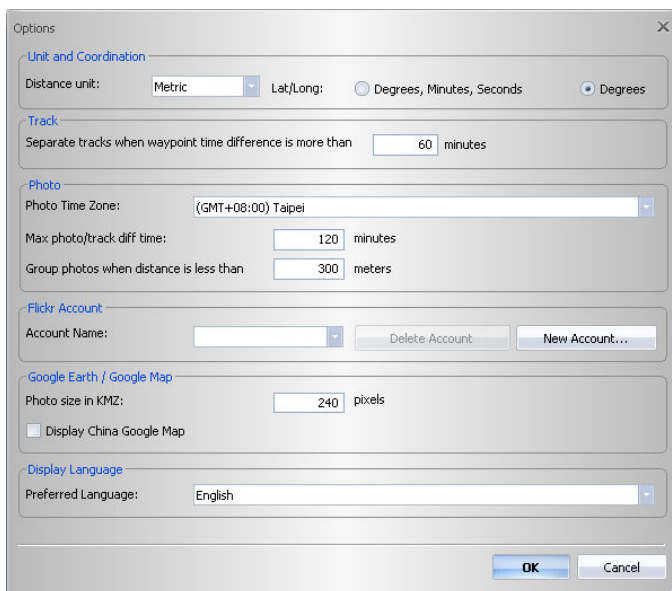 Options
Unit and Coordination
Distance unit: Metric Lat/Long: Degrees, Minutes, Seconds Degrees
Track
Separate tracks when waypoint time difference is more than 60 minutes
Photo
Photo Time Zone: (GMT+08:00) Taipei
Max photo/track diff time: 120 minutes
Group photos when distance is less than 300 meters
Flickr Account
Account Name: Delete Account New Account...
Google Earth / Google Map
Photo size in KMZ: 240 pixels
Display China Google Map
Display Language
Preferred Language: English
OK Cancel